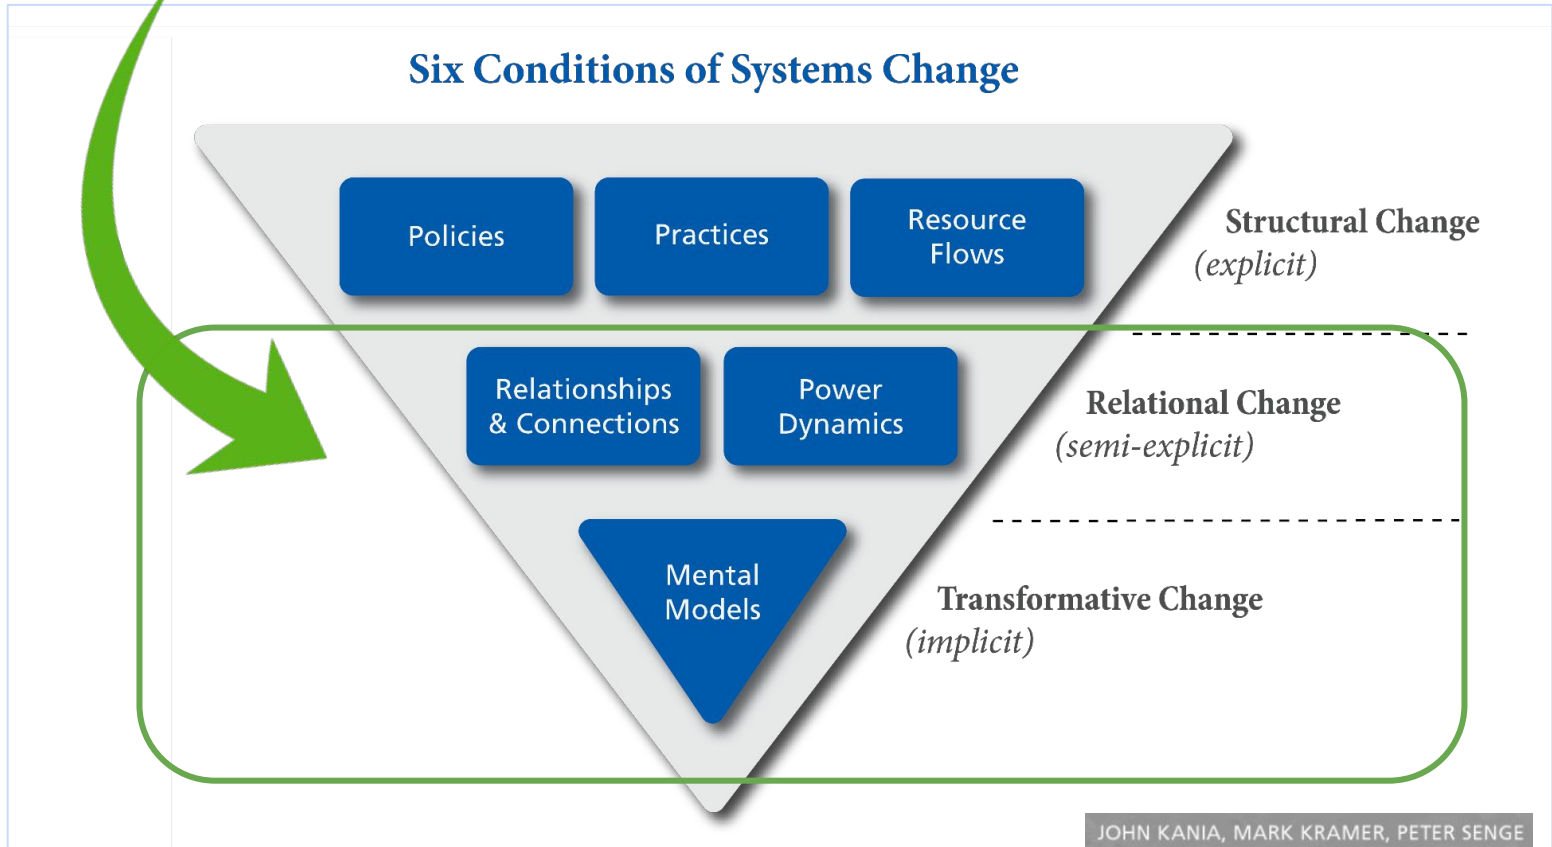 Six Conditions of Systems Change
Policies
Practices
Resource
Flows
Structural Change
(explicit)
Relationships
& Connections
Power
Dynamics
Relational Change
(semi-explicit)
Mental
Models
Transformative Change
(implicit)
JOHN KANIA, MARK KRAMER, PETER SENGE